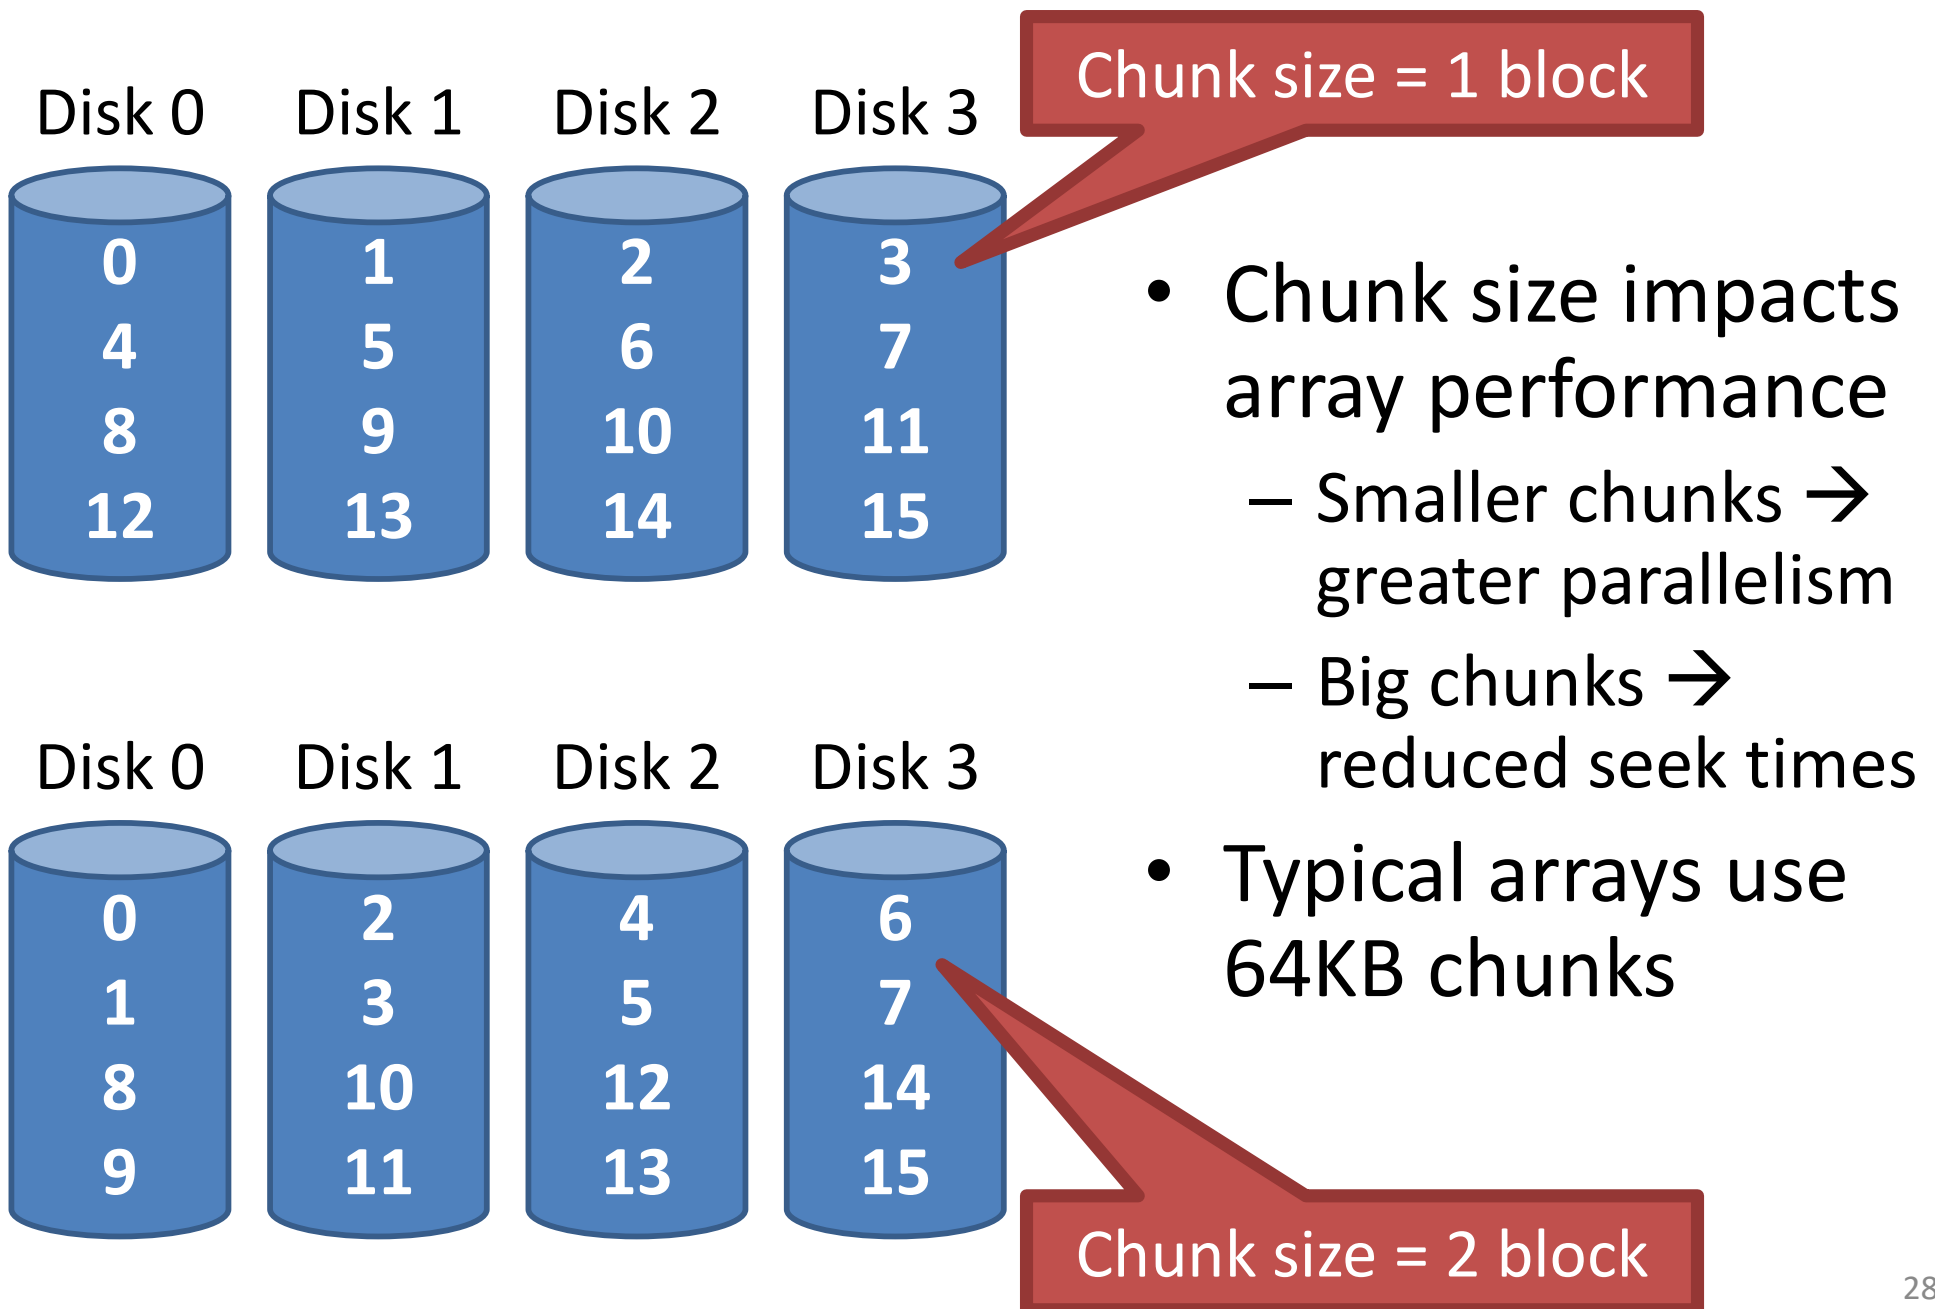 Chunk size = 1 block
Disk 0 Disk 1 Disk 2 Disk 3
0 1 2 3
4 5 6 7
8 9 10 11
12 13 14 15
• Chunk size impacts
array performance
– Smaller chunks →
greater parallelism
– Big chunks →
reduced seek times
• Typical arrays use
64KB chunks
Disk 0 Disk 1 Disk 2 Disk 3
0 2 4 6
1 3 5 7
8 10 12 14
9 11 13 15
Chunk size = 2 block
28